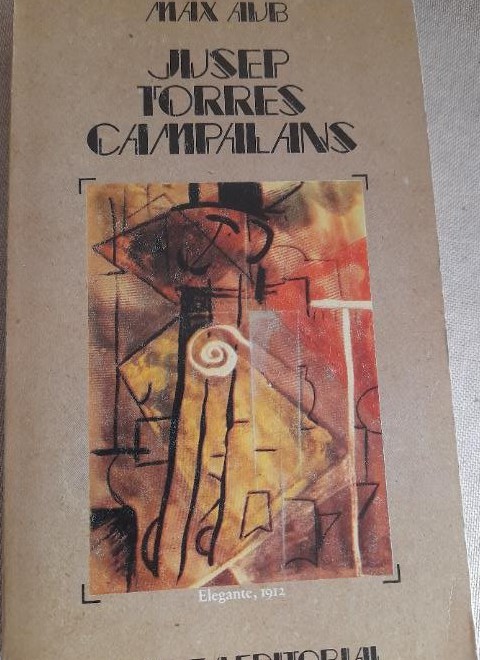 MAX AUB
JUSEP
TORRES
CAMPALANS
Elegante, 1912
EDITORIAL